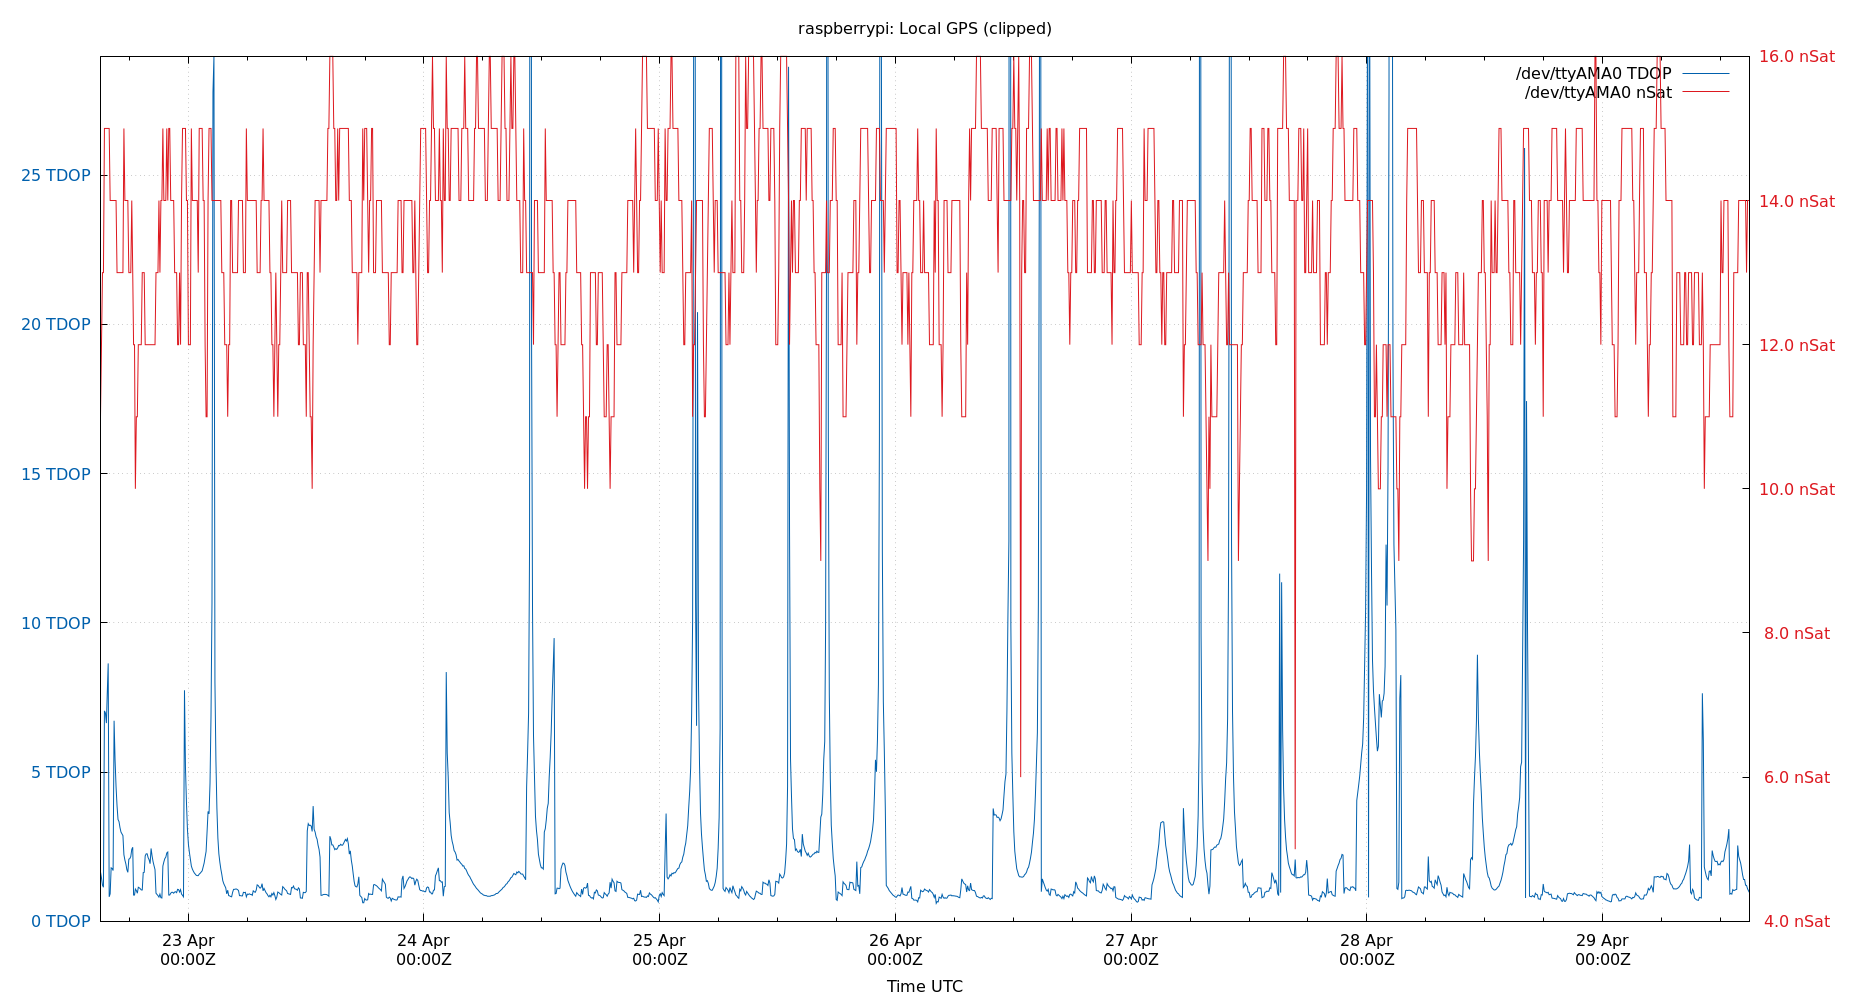 raspberrypi: Local GPS (clipped)
16.0 nSat
/dev/ttyAMA0 TDOP
/dev/ttyAMA0 nSat
25 TDOP
14.0 nSat
20 TDOP
12.0 nSat
15 TDOP
10.0 nSat
10 TDOP
8.0 nSat
5 TDOP
6.0 nSat
0 TDOP
4.0 nSat
23 Apr 24 Apr 25 Apr 26 Apr 27 Apr 28 Apr 29 Apr
00:00Z 00:00Z 00:00Z 00:00Z 00:00Z 00:00Z 00:00Z
Time UTC